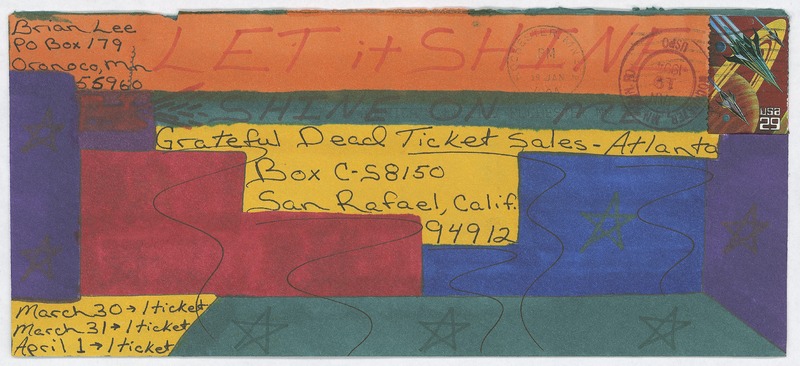 Brian Lee
PO Box 179
Oronoco, Mn
55960
LET it SHINE
SHINE ON ME
PM
USPO
USA
29
Grateful Dead Ticket Sales-Atlanta
Box C-S8150
San Rafael, Calif.
94912
March 30→1 ticket
March 31→1 ticket
April 1→1 ticket